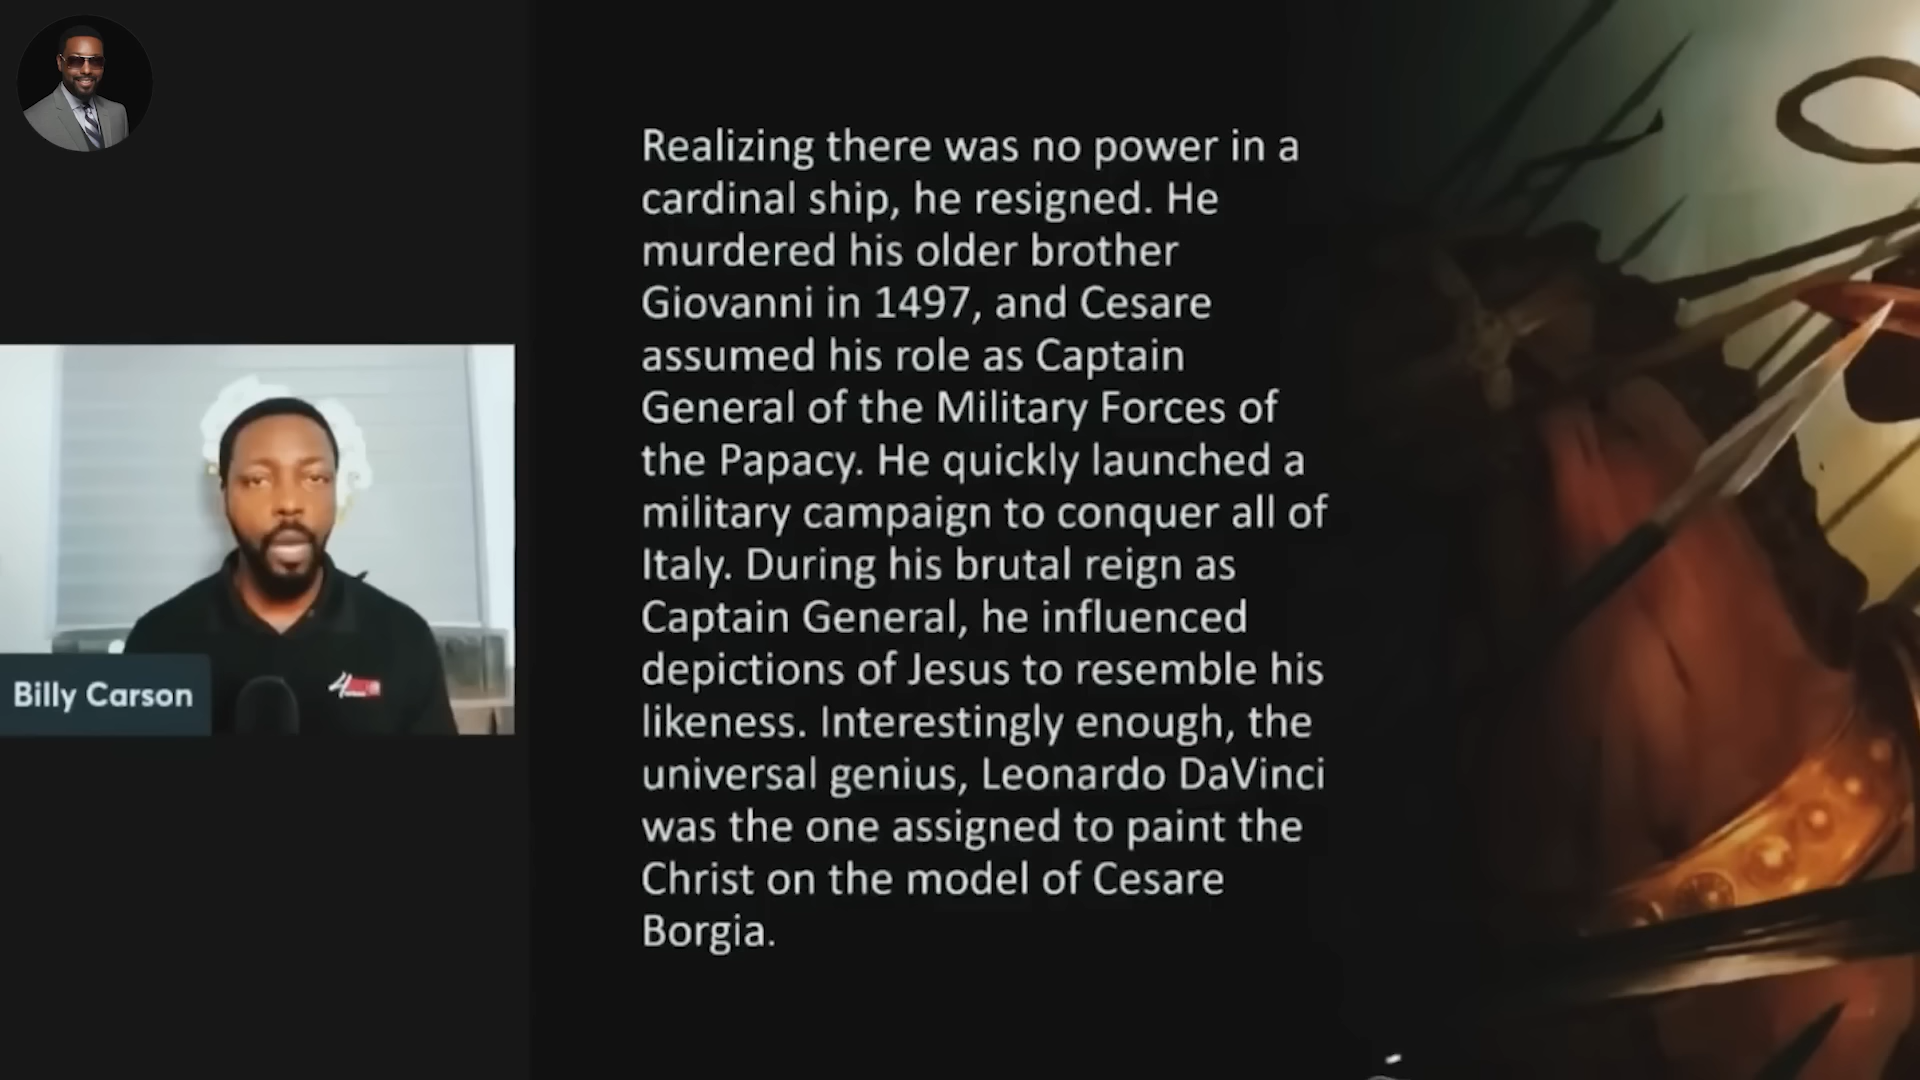 Realizing there was no power in a
cardinal ship, he resigned. He
murdered his older brother
Giovanni in 1497, and Cesare
assumed his role as Captain
General of the Military Forces of
the Papacy. He quickly launched a
military campaign to conquer all of
Italy. During his brutal reign as
Captain General, he influenced
depictions of Jesus to resemble his
likeness. Interestingly enough, the
universal genius, Leonardo DaVinci
was the one assigned to paint the
Christ on the model of Cesare
Borgia.
Billy Carson